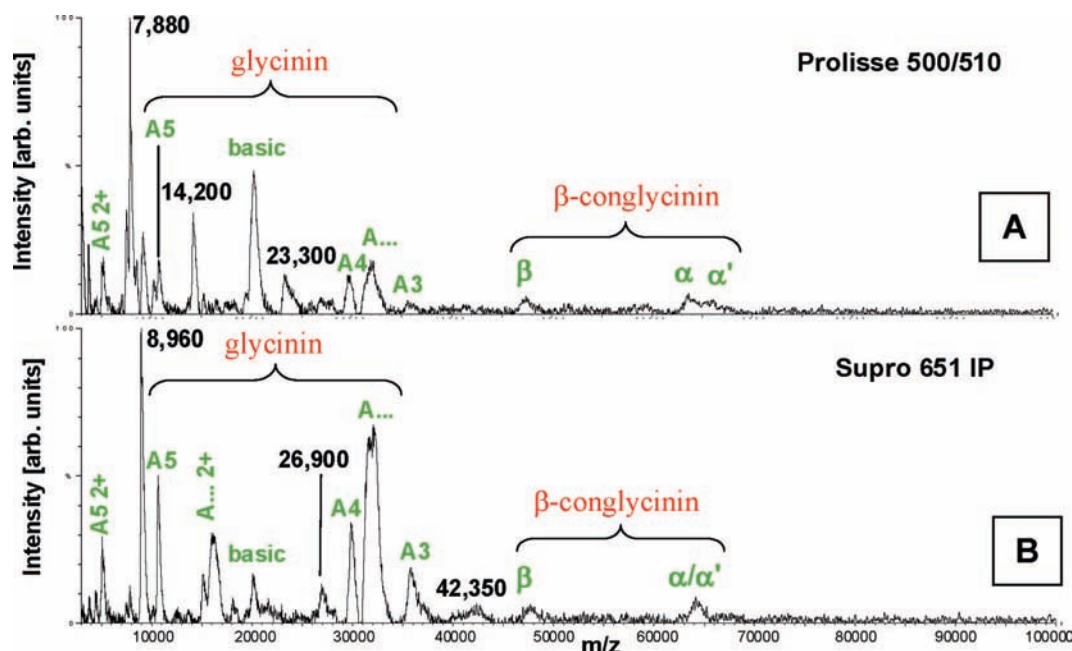 100
7,880
glycinin
Prolisse 500/510
A5
basic
14,200
β-conglycinin
A
A5 2+
23,300
A...
A4
A3
β
α
α'
%
Intensity [arb. units]
100
8,960
glycinin
Supro 651 IP
A...
A5
26,900
A... 2+
A5 2+
A4
β-conglycinin
basic
A3
B
42,350
β
α/α'
%
Intensity [arb. units]
10000 20000 30000 40000 50000 60000 70000 80000 90000 100000
m/z